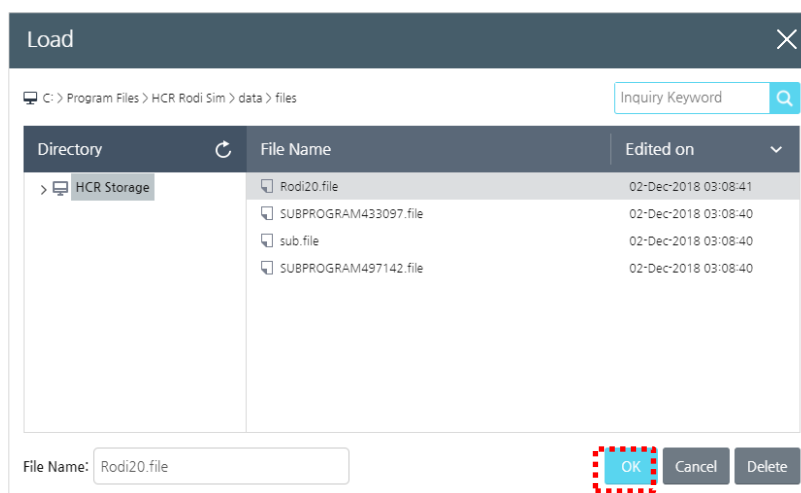 Load
C: > Program Files > HCR Rodi Sim > data > files
Inquiry Keyword
Directory File Name Edited on
HCR Storage Rodi20.file 02-Dec-2018 03:08:41
SUBPROGRAM433097.file 02-Dec-2018 03:08:40
sub.file 02-Dec-2018 03:08:40
SUBPROGRAM497142.file 02-Dec-2018 03:08:40
File Name: Rodi20.file OK Cancel Delete